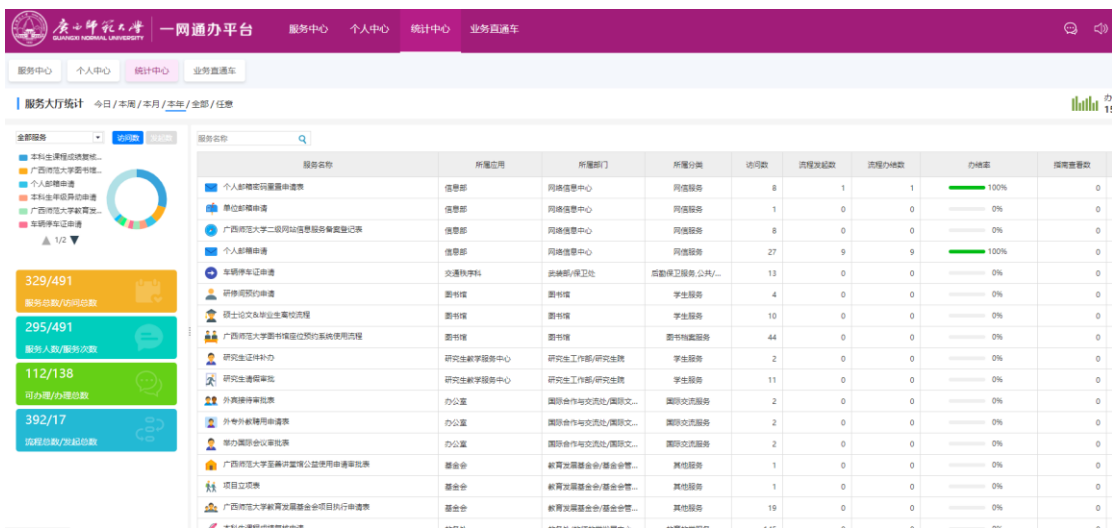 广西师范大学
GUANGXI NORMAL UNIVERSITY
一网通办平台 服务中心 个人中心 统计中心 业务直通车
服务中心 个人中心 统计中心 业务直通车
服务大厅统计 今日/本周/本月/本年/全部/任意
全部服务 访问数 发起数 服务名称
本科生课程成绩复核...
广西师范大学图书馆...
个人邮箱申请
本科生年级异动申请
广西师范大学教育发...
车辆停车证申请
1/2
329/491
服务总数/访问总数
295/491
服务人数/服务次数
112/138
可办理/办理总数
392/17
流程总数/发起总数
服务名称 所属应用 所属部门 所属分类 访问数 流程发起数 流程办结数 办结率 指南查看数
个人邮箱密码重置申请表 信息部 网络信息中心 网信服务 8 1 1 100% 0
单位邮箱申请 信息部 网络信息中心 网信服务 1 0 0 0% 0
广西师范大学二级网站信息服务备案登记表 信息部 网络信息中心 网信服务 8 0 0 0% 0
个人邮箱申请 信息部 网络信息中心 网信服务 27 9 9 100% 0
车辆停车证申请 交通秩序科 武装部/保卫处 后勤保卫服务,公共/... 13 0 0 0% 0
研修间预约申请 图书馆 图书馆 学生服务 4 0 0 0% 0
硕士论文&毕业生离校流程 图书馆 图书馆 学生服务 10 0 0 0% 0
广西师范大学图书馆座位预约系统使用流程 图书馆 图书馆 图书档案服务 44 0 0 0% 0
研究生证件补办 研究生教学服务中心 研究生工作部/研究生院 学生服务 2 0 0 0% 0
研究生请假审批 研究生教学服务中心 研究生工作部/研究生院 学生服务 11 0 0 0% 0
外宾接待审批表 办公室 国际合作与交流处/国际文... 国际交流服务 2 0 0 0% 0
外专外教聘用申请表 办公室 国际合作与交流处/国际文... 国际交流服务 2 0 0 0% 0
举办国际会议审批表 办公室 国际合作与交流处/国际文... 国际交流服务 2 0 0 0% 0
广西师范大学至善讲堂馆公益使用申请审批表 基金会 教育发展基金会/基金会管... 其他服务 1 0 0 0% 0
项目立项表 基金会 教育发展基金会/基金会管... 其他服务 1 0 0 0% 0
广西师范大学教育发展基金会项目执行申请表 基金会 教育发展基金会/基金会管... 其他服务 19 0 0 0% 0